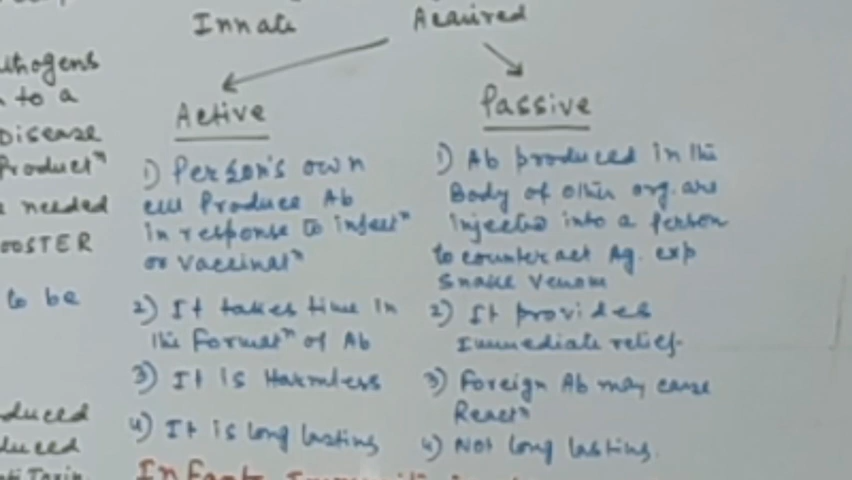 Innate
Acquired
thogens
to a
Disease
Product"
needed
OOSTER
to be
duced
duced
Active
1) Person's own
cell Produce Ab
in response to infect"
or vaccinat"
2) It takes time in
the Format" of Ab
3) It is Harmless
4) It is long lasting
Passive
1) Ab produced in the
Body of other org. are
injected into a Person
to counter act Ag. exp
Snake Venom
2) It provides
Immediate relief.
3) Foreign Ab may cause
React"
4) Not long lasting.